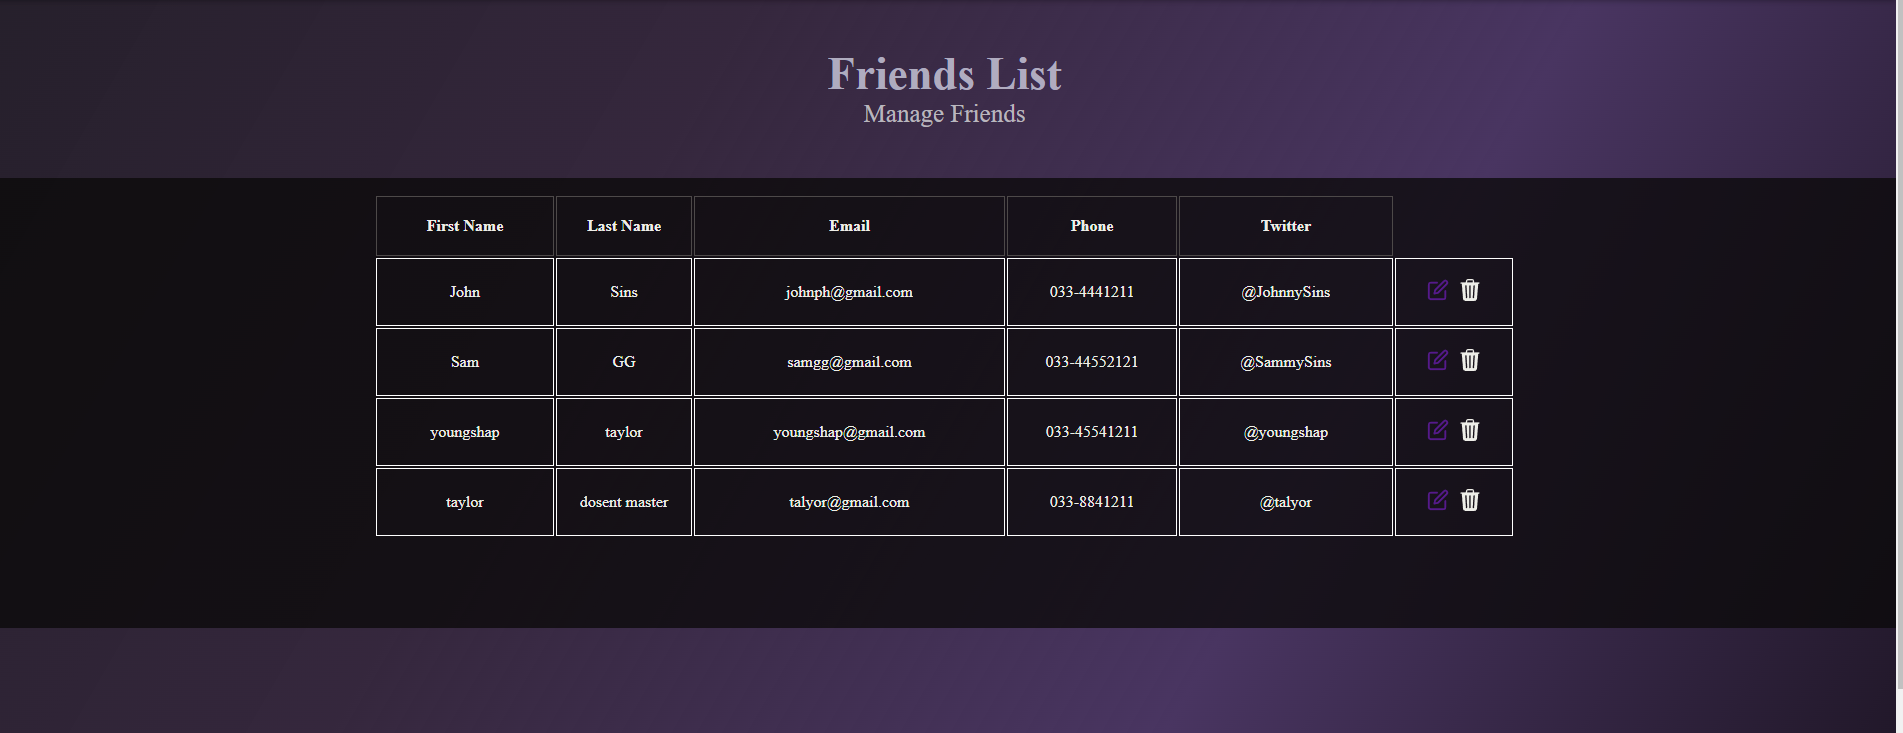 Friends List
Manage Friends
First Name Last Name Email Phone Twitter
John Sins johnph@gmail.com 033-4441211 @JohnnySins
Sam GG samgg@gmail.com 033-44552121 @SammySins
youngshap taylor youngshap@gmail.com 033-45541211 @youngshap
taylor dosent master talyor@gmail.com 033-8841211 @talyor